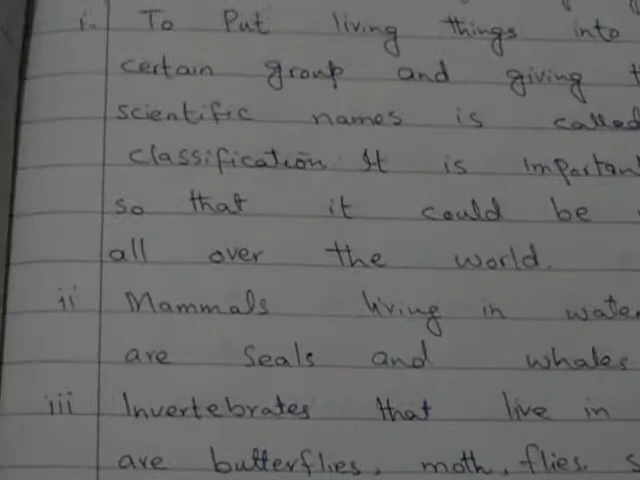 i. To Put living things into
certain group and giving
scientific names is called
classification It is important
so that it could be
all over the world.
ii Mammals living in water
are Seals and whales
iii Invertebrates that live in
are butterflies, moth, flies.